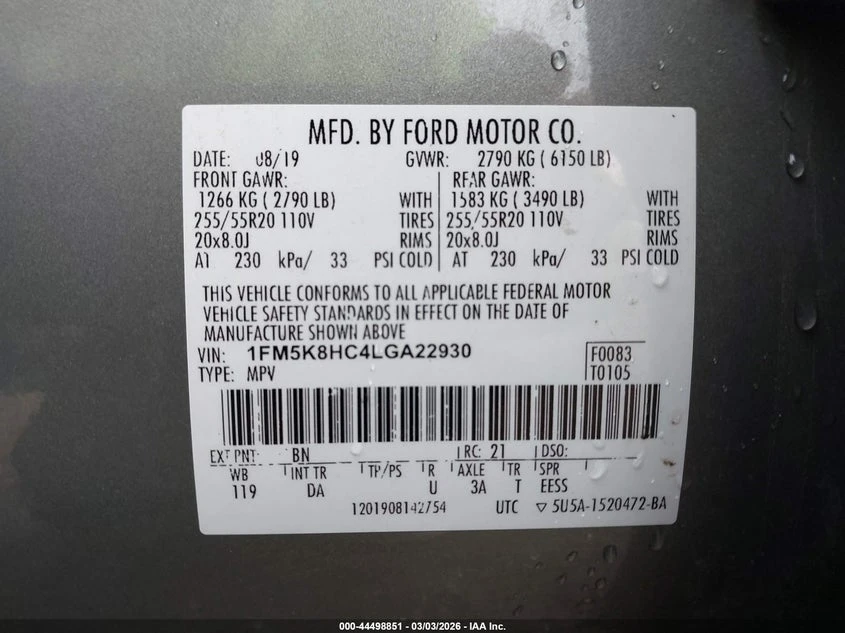 MFD. BY FORD MOTOR CO.
DATE: 08/19 GVWR: 2790 KG ( 6150 LB)
FRONT GAWR: REAR GAWR:
1266 KG ( 2790 LB) WITH 1583 KG ( 3490 LB) WITH
255/55R20 110V TIRES 255/55R20 110V TIRES
20x8.0J RIMS 20x8.0J RIMS
AT 230 kPa/ 33 PSI COLD AT 230 kPa/ 33 PSI COLD
THIS VEHICLE CONFORMS TO ALL APPLICABLE FEDERAL MOTOR
VEHICLE SAFETY STANDARDS IN EFFECT ON THE DATE OF
MANUFACTURE SHOWN ABOVE
VIN: 1FM5K8HC4LGA22930 F0083
TYPE: MPV T0105
EXT PNT: BN RC: 21 DSO:
WB INT TR TP/PS R AXLE TR SPR
119 DA U 3A T EESS
1201908142754 UTC ▽ 5U5A-1520472-BA
000-44498851 | 03/03/2026 - IAA Inc.